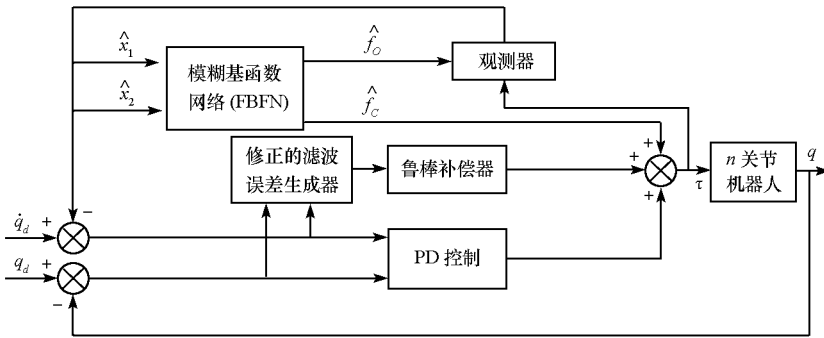 x̂₁
f̂_O
观测器
模糊基函数
网络(FBFN)
x̂₂
f̂_C
修正的滤波
误差生成器
鲁棒补偿器
+
+
+
τ
n 关节
机器人
q
−
q̇_d
+
PD 控制
q_d
+
−